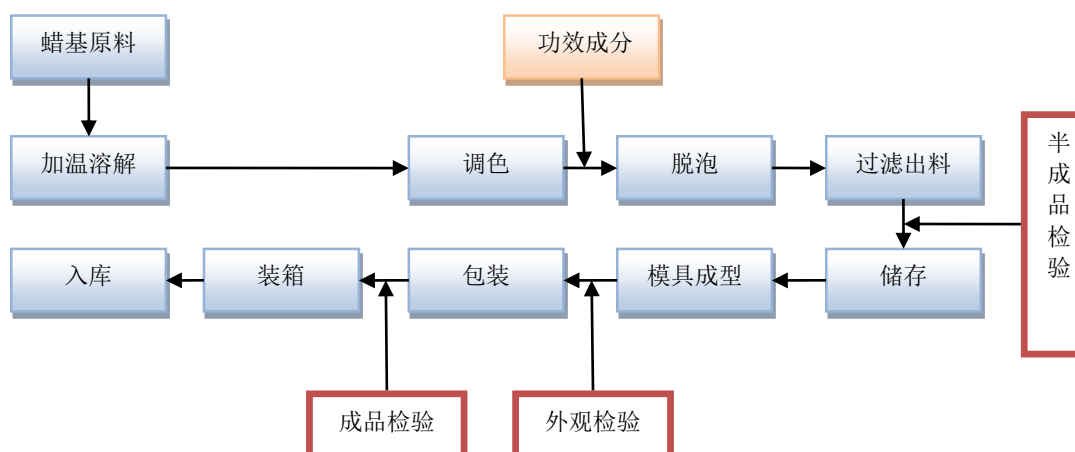 蜡基原料
功效成分
加温溶解
调色
脱泡
过滤出料
半成品检验
入库
装箱
包装
模具成型
储存
成品检验
外观检验